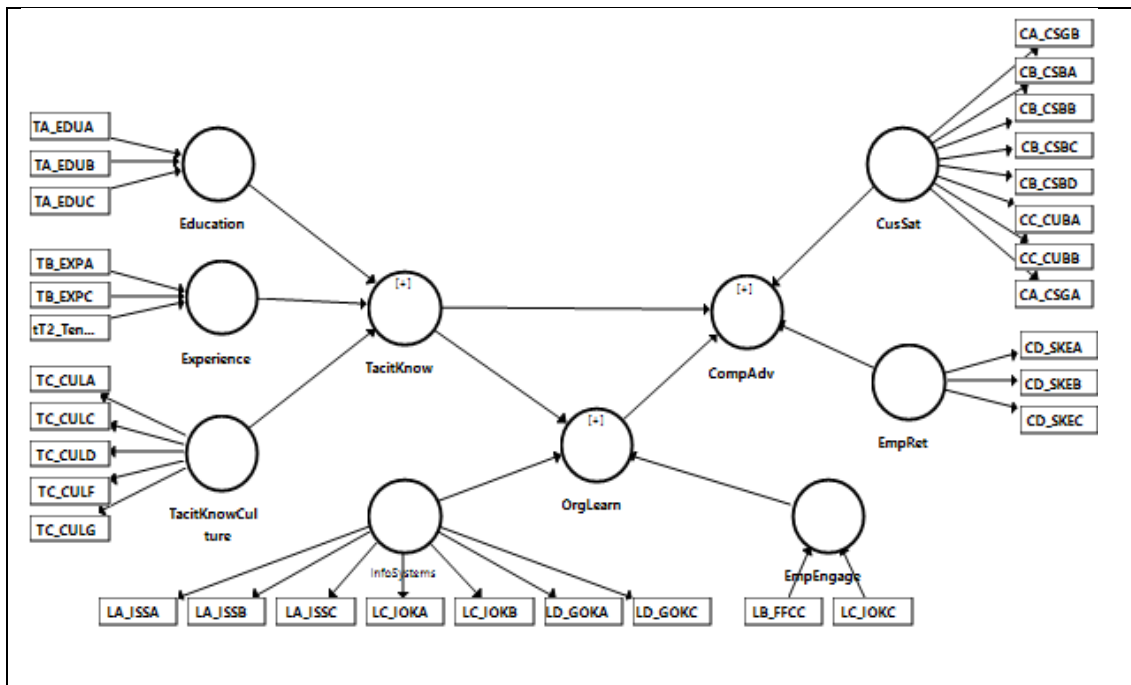 CA_CSGB
CB_CSBA
CB_CSBB
CB_CSBC
CB_CSBD
CC_CUBA
CC_CUBB
CA_CSGA
TA_EDUA
TA_EDUB
TA_EDUC
Education
CusSat
TB_EXPA
TB_EXPC
tT2_Ten...
Experience
[+]
TacitKnow
[+]
CompAdv
CD_SKEA
CD_SKEB
CD_SKEC
EmpRet
TC_CULA
TC_CULC
TC_CULD
TC_CULF
TC_CULG
TacitKnowCul
ture
[+]
OrgLearn
InfoSystems
EmpEngage
LA_ISSA
LA_ISSB
LA_ISSC
LC_IOKA
LC_IOKB
LD_GOKA
LD_GOKC
LB_FFCC
LC_IOKC